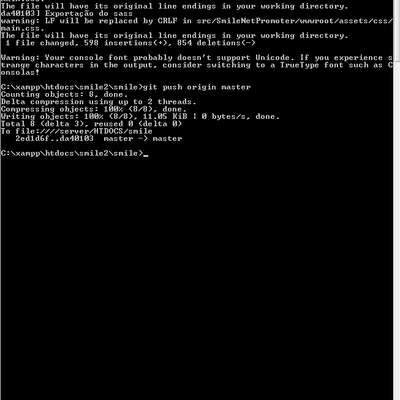 The file will have its original line endings in your working directory.
warning: LF will be replaced by CRLF in src/SmileNetPromoter/wwwroot/assets/css/
main.css.
The file will have its original line endings in your working directory.
da40103] Exportação do sass
 1 file changed, 598 insertions(+), 854 deletions(-)
Warning: Your console font probably doesn't support Unicode. If you experience s
trange characters in the output, consider switching to a TrueType font such as C
onsolas!
C:\xampp\htdocs\smile2\smile>git push origin master
Counting objects: 8, done.
Delta compression using up to 2 threads.
Compressing objects: 100% (8/8), done.
Writing objects: 100% (8/8), 11.05 KiB | 0 bytes/s, done.
Total 8 (delta 3), reused 0 (delta 0)
To file:////server/HTDOCS/smile
   2ed1d6f..da40103  master -> master
C:\xampp\htdocs\smile2\smile>_